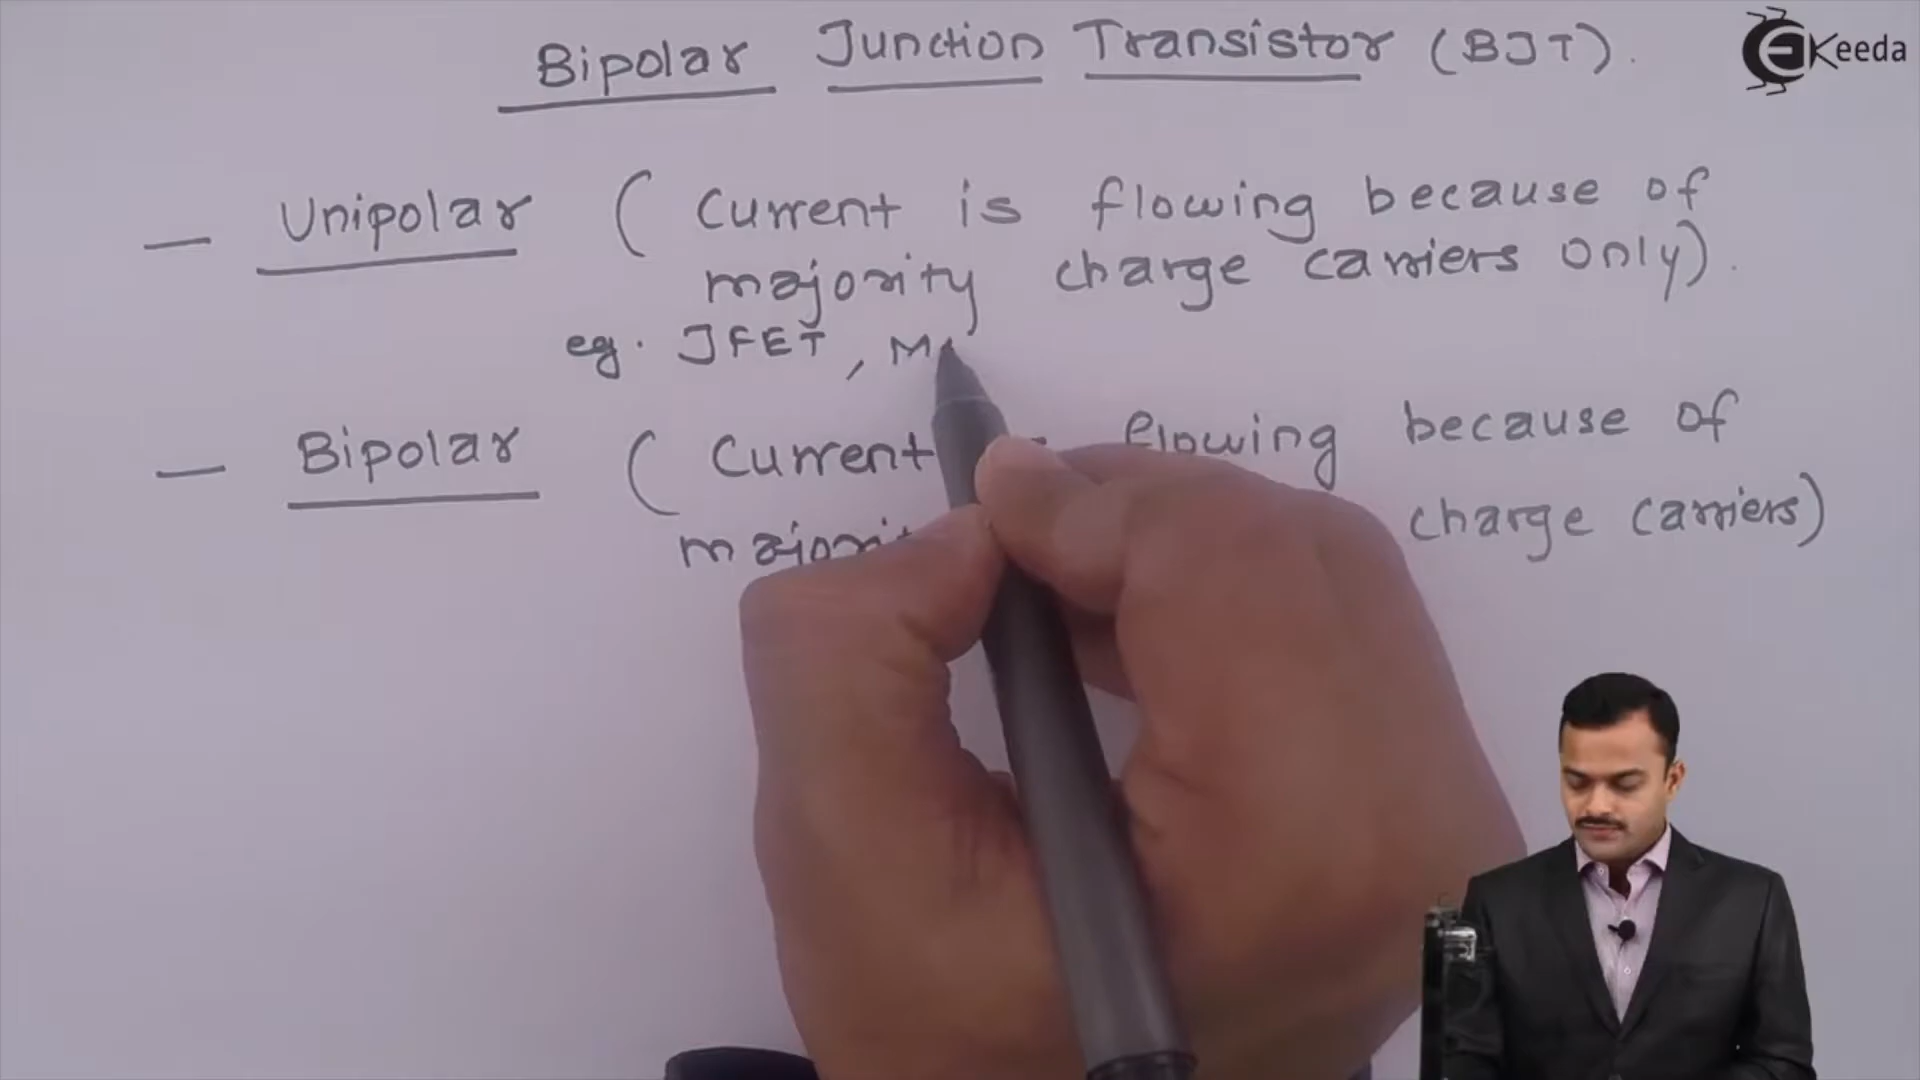 Bipolar Junction Transistor (BJT).
EKeeda
— Unipolar ( Current is flowing because of
majority charge carriers only).
eg. JFET, M
— Bipolar ( Current flowing because of
charge carriers)